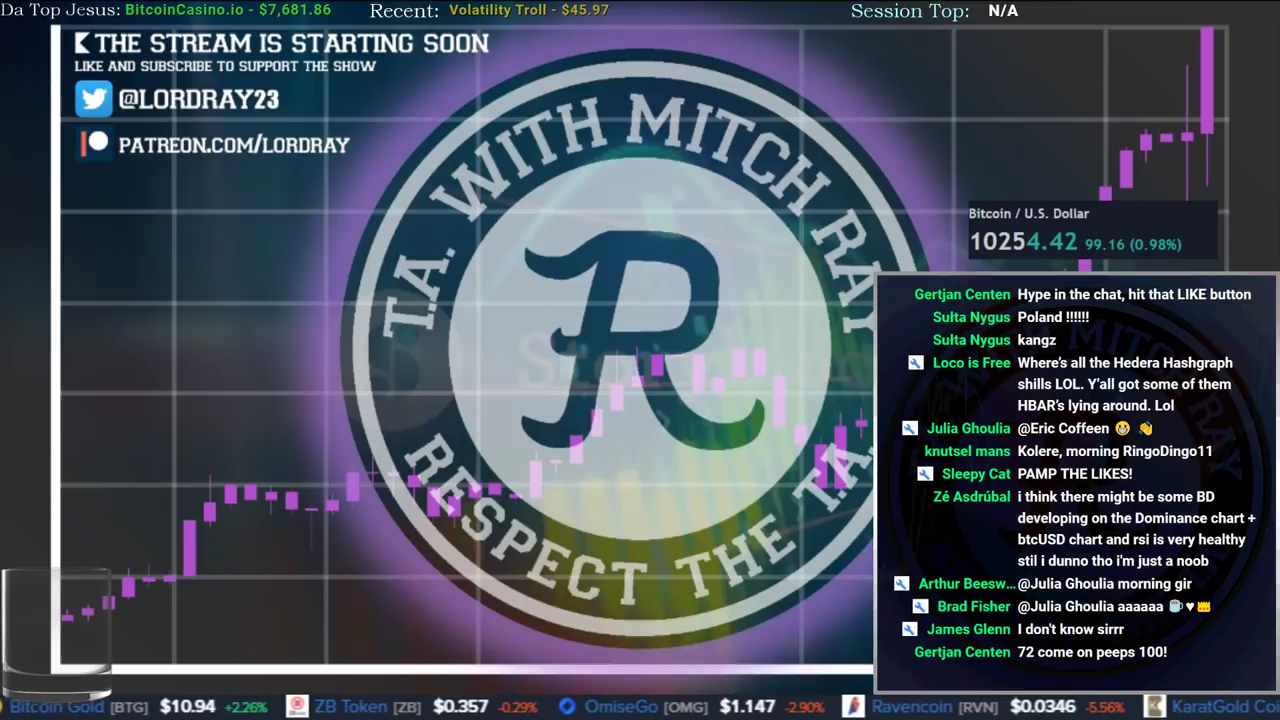 Da Top Jesus: BitcoinCasino.io - $7,681.86
Recent: Volatility Troll - $45.97
Session Top: N/A
THE STREAM IS STARTING SOON
LIKE AND SUBSCRIBE TO SUPPORT THE SHOW
@LORDRAY23
PATREON.COM/LORDRAY
T.A. WITH MITCH RAY
R
RESPECT THE T.A.
Bitcoin / U.S. Dollar
10254.42 99.16 (0.98%)
Gertjan Centen Hype in the chat, hit that LIKE button
Sułta Nygus Poland !!!!!!
Sułta Nygus kangz
Loco is Free Where's all the Hedera Hashgraph
shills LOL. Y'all got some of them
HBAR's lying around. Lol
Julia Ghoulia @Eric Coffeen 😀 👏
knutsel mans Kolere, morning RingoDingo11
Sleepy Cat PAMP THE LIKES!
Zé Asdrúbal i think there might be some BD
developing on the Dominance chart +
btcUSD chart and rsi is very healthy
stil i dunno tho i'm just a noob
Arthur Beesw... @Julia Ghoulia morning gir
Brad Fisher @Julia Ghoulia aaaaaa ☕♥👑
James Glenn I don't know sirrr
Gertjan Centen 72 come on peeps 100!
Bitcoin Gold [BTG] $10.94 +2.26% ZB Token [ZB] $0.357 -0.29% OmiseGo [OMG] $1.147 -2.90% Ravencoin [RVN] $0.0346 -5.56% KaratGold Coi